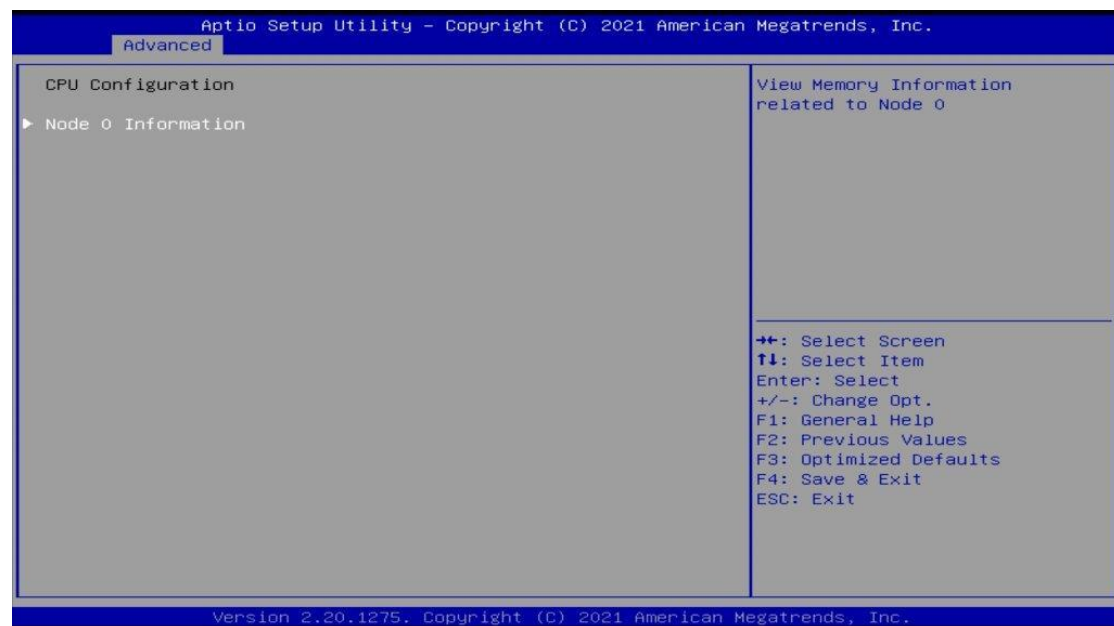 Aptio Setup Utility – Copyright (C) 2021 American Megatrends, Inc.
Advanced
CPU Configuration
▶ Node 0 Information
View Memory Information
related to Node 0
→←: Select Screen
↑↓: Select Item
Enter: Select
+/-: Change Opt.
F1: General Help
F2: Previous Values
F3: Optimized Defaults
F4: Save & Exit
ESC: Exit
Version 2.20.1275. Copyright (C) 2021 American Megatrends, Inc.